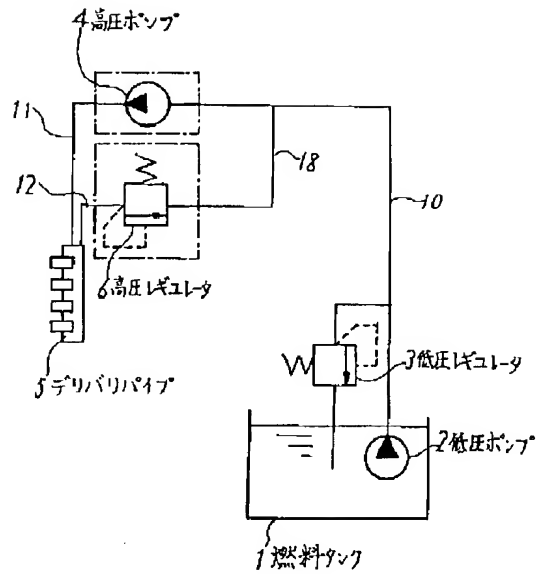 4高圧ポンプ
11
18
12
10
6高圧レギュレータ
3低圧レギュレータ
5デリバリパイプ
2低圧ポンプ
1燃料タンク